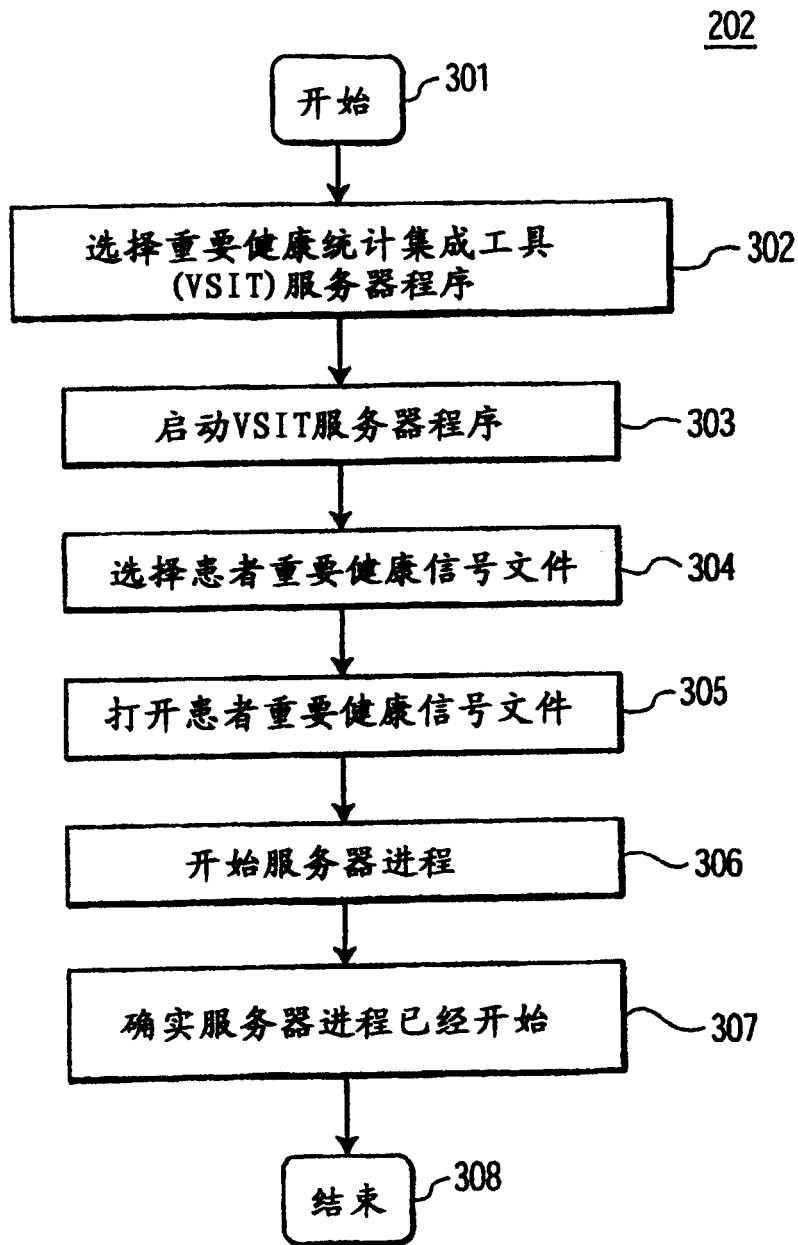 202
开始
301
选择重要健康统计集成工具
(VSIT)服务器程序
302
启动VSIT服务器程序
303
选择患者重要健康信号文件
304
打开患者重要健康信号文件
305
开始服务器进程
306
确实服务器进程已经开始
307
结束
308